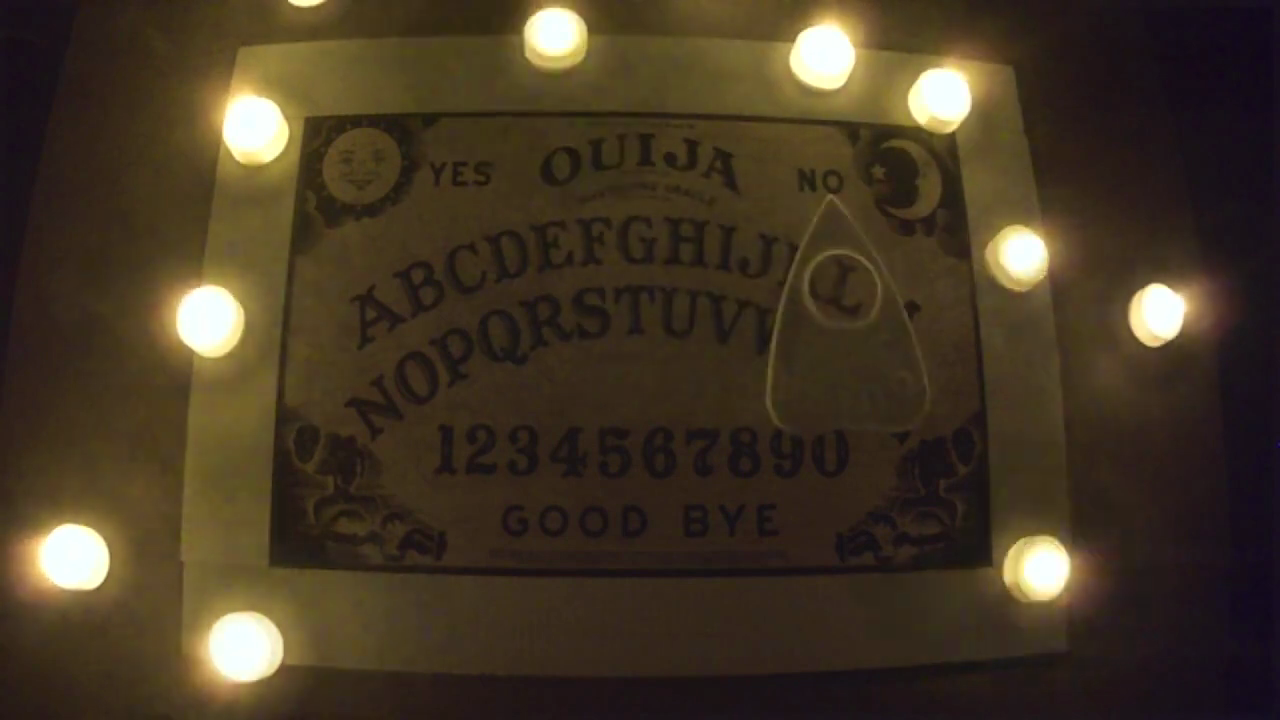 YES OUIJA NO
ABCDEFGHIJ L
NOPQRSTUV
1234567890
GOOD BYE